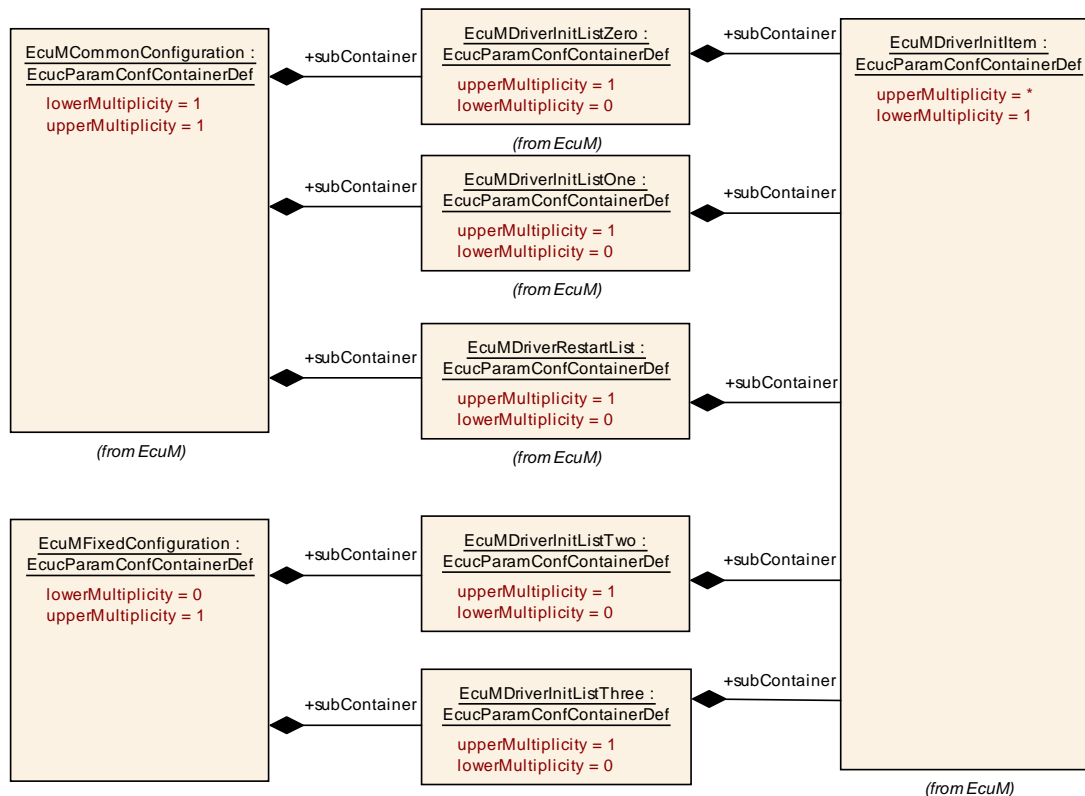 EcuMCommonConfiguration :
EcucParamConfContainerDef
lowerMultiplicity = 1
upperMultiplicity = 1
(from EcuM)
+subContainer
EcuMDriverInitListZero :
EcucParamConfContainerDef
upperMultiplicity = 1
lowerMultiplicity = 0
(from EcuM)
+subContainer
EcuMDriverInitItem :
EcucParamConfContainerDef
upperMultiplicity = *
lowerMultiplicity = 1
(from EcuM)
+subContainer
EcuMDriverInitListOne :
EcucParamConfContainerDef
upperMultiplicity = 1
lowerMultiplicity = 0
(from EcuM)
+subContainer
+subContainer
EcuMDriverRestartList :
EcucParamConfContainerDef
upperMultiplicity = 1
lowerMultiplicity = 0
(from EcuM)
+subContainer
EcuMFixedConfiguration :
EcucParamConfContainerDef
lowerMultiplicity = 0
upperMultiplicity = 1
+subContainer
EcuMDriverInitListTwo :
EcucParamConfContainerDef
upperMultiplicity = 1
lowerMultiplicity = 0
+subContainer
+subContainer
EcuMDriverInitListThree :
EcucParamConfContainerDef
upperMultiplicity = 1
lowerMultiplicity = 0
+subContainer